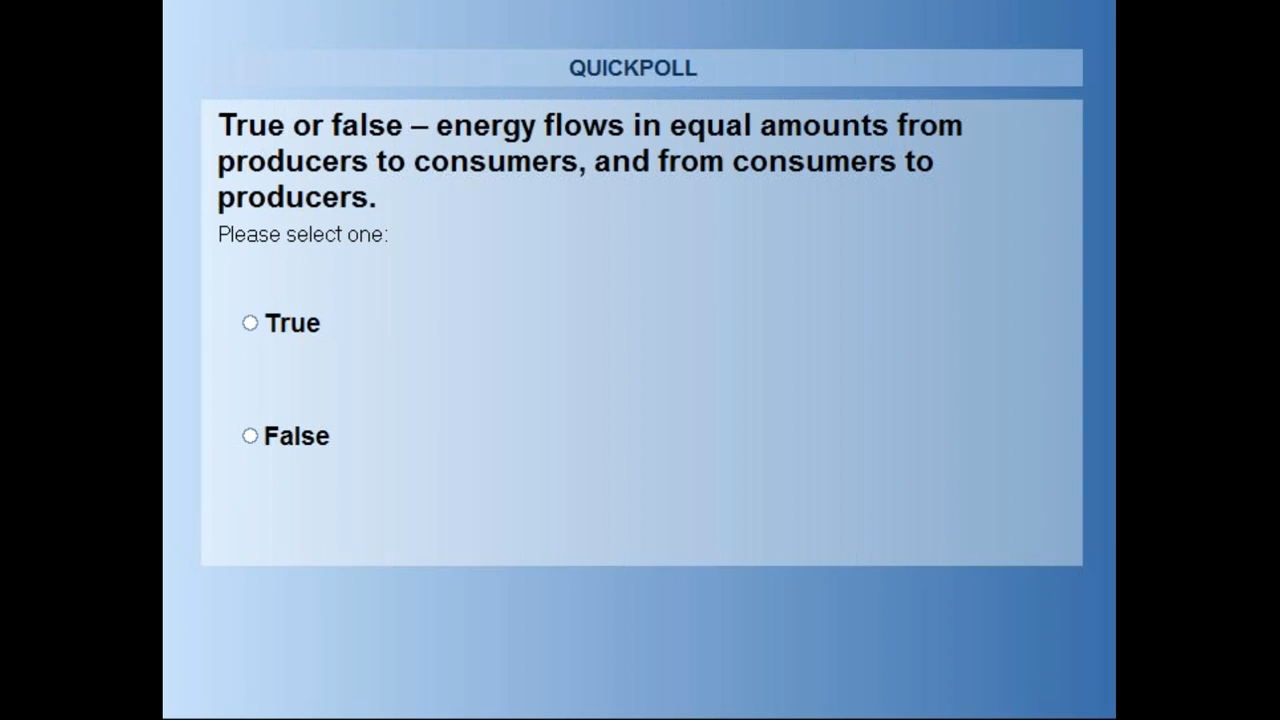 QUICKPOLL
True or false – energy flows in equal amounts from
producers to consumers, and from consumers to
producers.
Please select one:
True
False